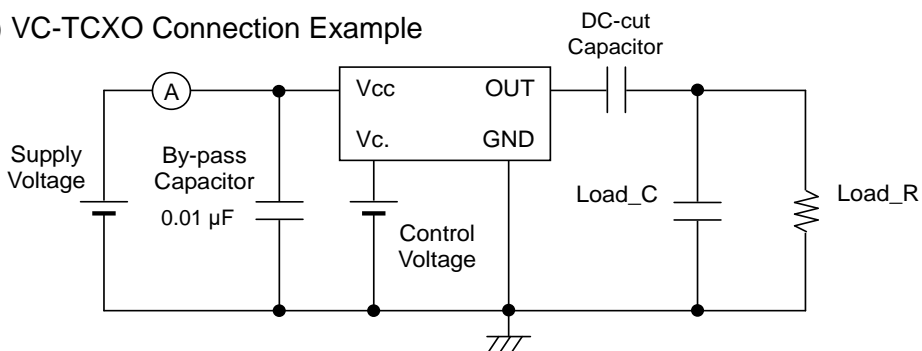 ) VC-TCXO Connection Example
DC-cut
Capacitor
A
Vcc
OUT
Vc.
GND
Supply
Voltage
By-pass
Capacitor
0.01 µF
Control
Voltage
Load_C
Load_R